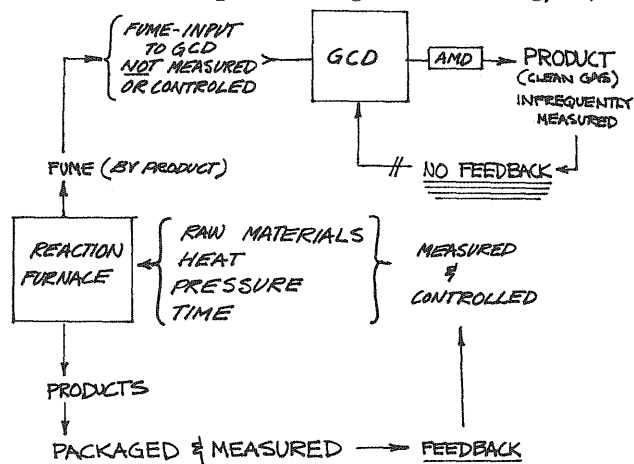 FUME-INPUT
TO GCD
NOT MEASURED
OR CONTROLED
GCD
AMD
PRODUCT
(CLEAN GAS)
INFREQUENTLY
MEASURED
NO FEEDBACK
FUME (BY PRODUCT)
REACTION
FURNACE
RAW MATERIALS
HEAT
PRESSURE
TIME
MEASURED
&
CONTROLLED
PRODUCTS
PACKAGED & MEASURED
FEEDBACK